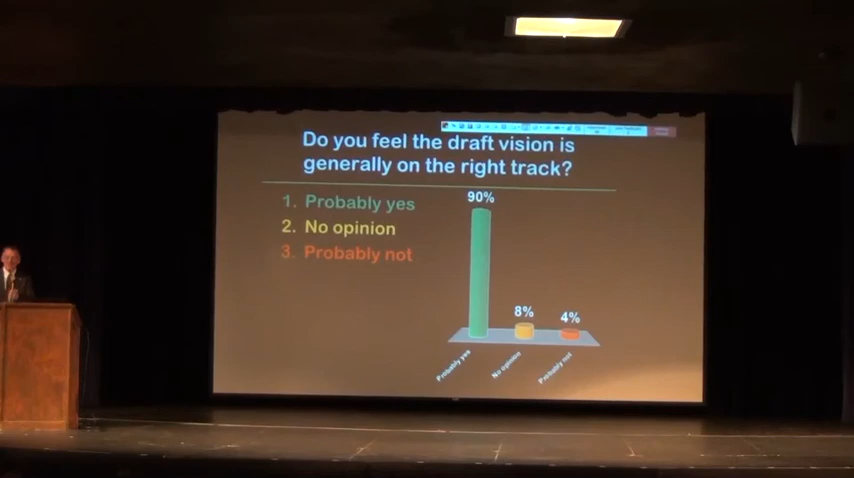 Do you feel the draft vision is
generally on the right track?
1. Probably yes
2. No opinion
3. Probably not
90%
8%
4%
Probably yes
No opinion
Probably not